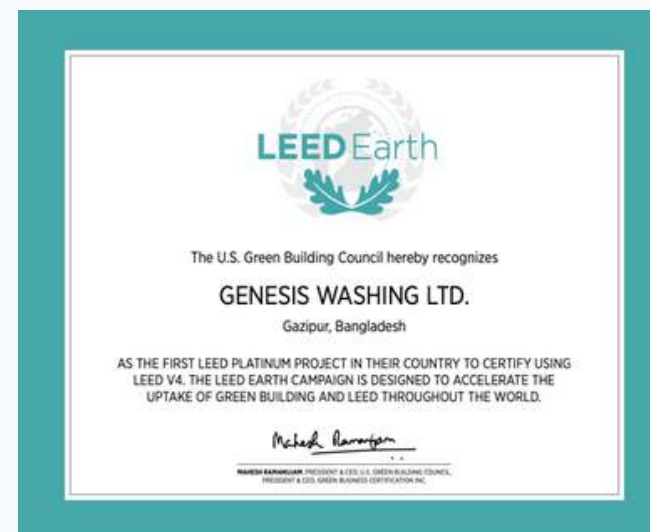 LEED Earth
The U.S. Green Building Council hereby recognizes
GENESIS WASHING LTD.
Gazipur, Bangladesh
AS THE FIRST LEED PLATINUM PROJECT IN THEIR COUNTRY TO CERTIFY USING
LEED V4. THE LEED EARTH CAMPAIGN IS DESIGNED TO ACCELERATE THE
UPTAKE OF GREEN BUILDING AND LEED THROUGHOUT THE WORLD.
Mahesh Ramanujam
MAHESH RAMANUJAM, PRESIDENT & CEO, U.S. GREEN BUILDING COUNCIL,
PRESIDENT & CEO, GREEN BUSINESS CERTIFICATION INC.